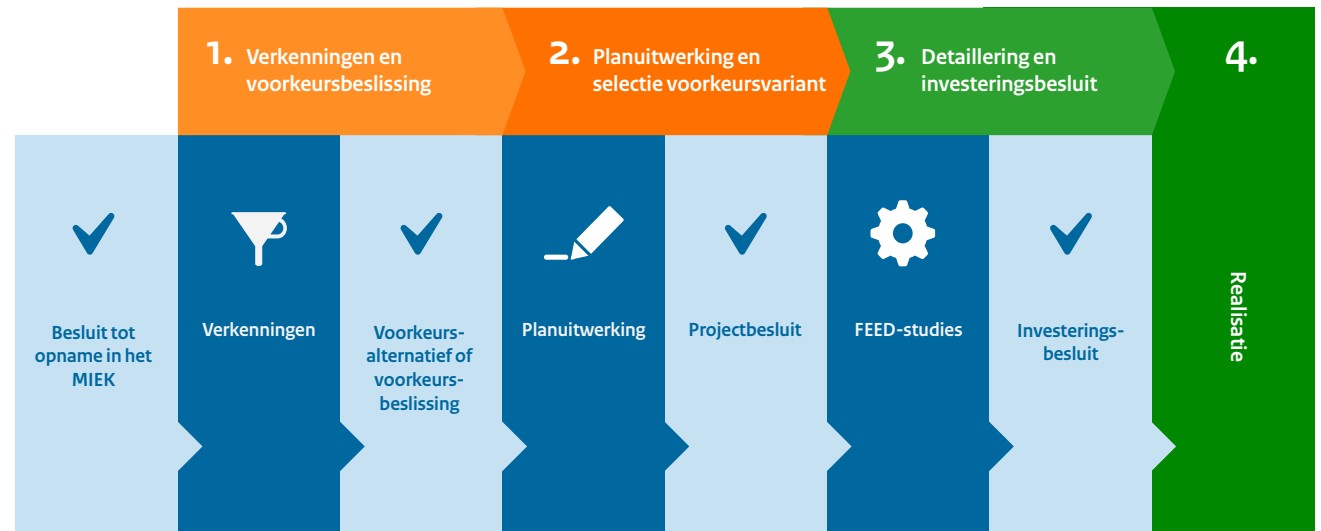 1. Verkenningen en
voorkeursbeslissing
2. Planuitwerking en
selectie voorkeursvariant
3. Detaillering en
investeringsbesluit
4.
Besluit tot
opname in het
MIEK
Verkenningen
Voorkeurs-
alternatief of
voorkeurs-
beslissing
Planuitwerking
Projectbesluit
FEED-studies
Investerings-
besluit
Realisatie